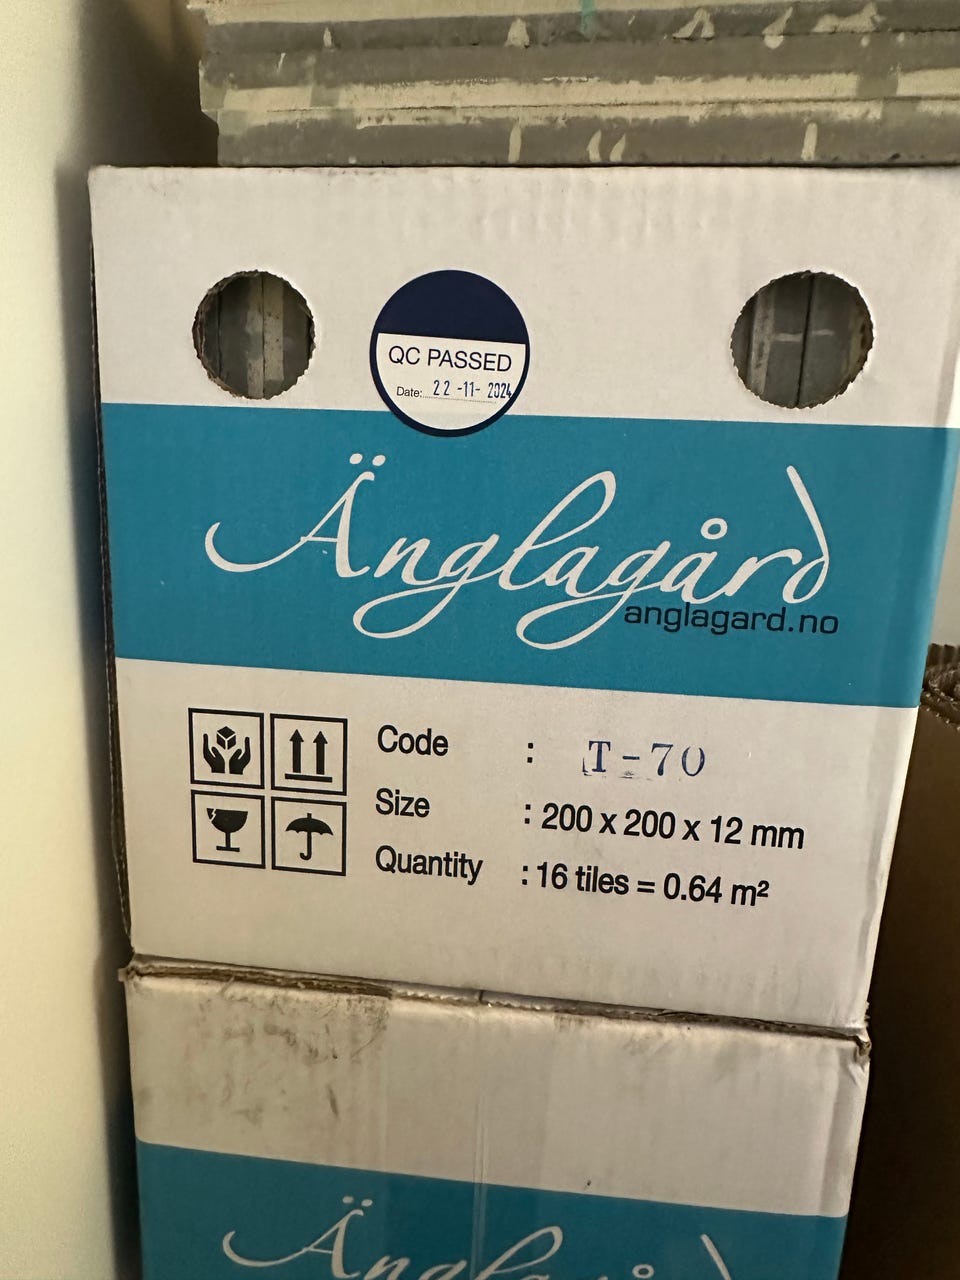 QC PASSED
Date: 22 -11- 2024
Änglagård
anglagard.no
Code : T-70
Size : 200 x 200 x 12 mm
Quantity : 16 tiles = 0.64 m²
Änglagård